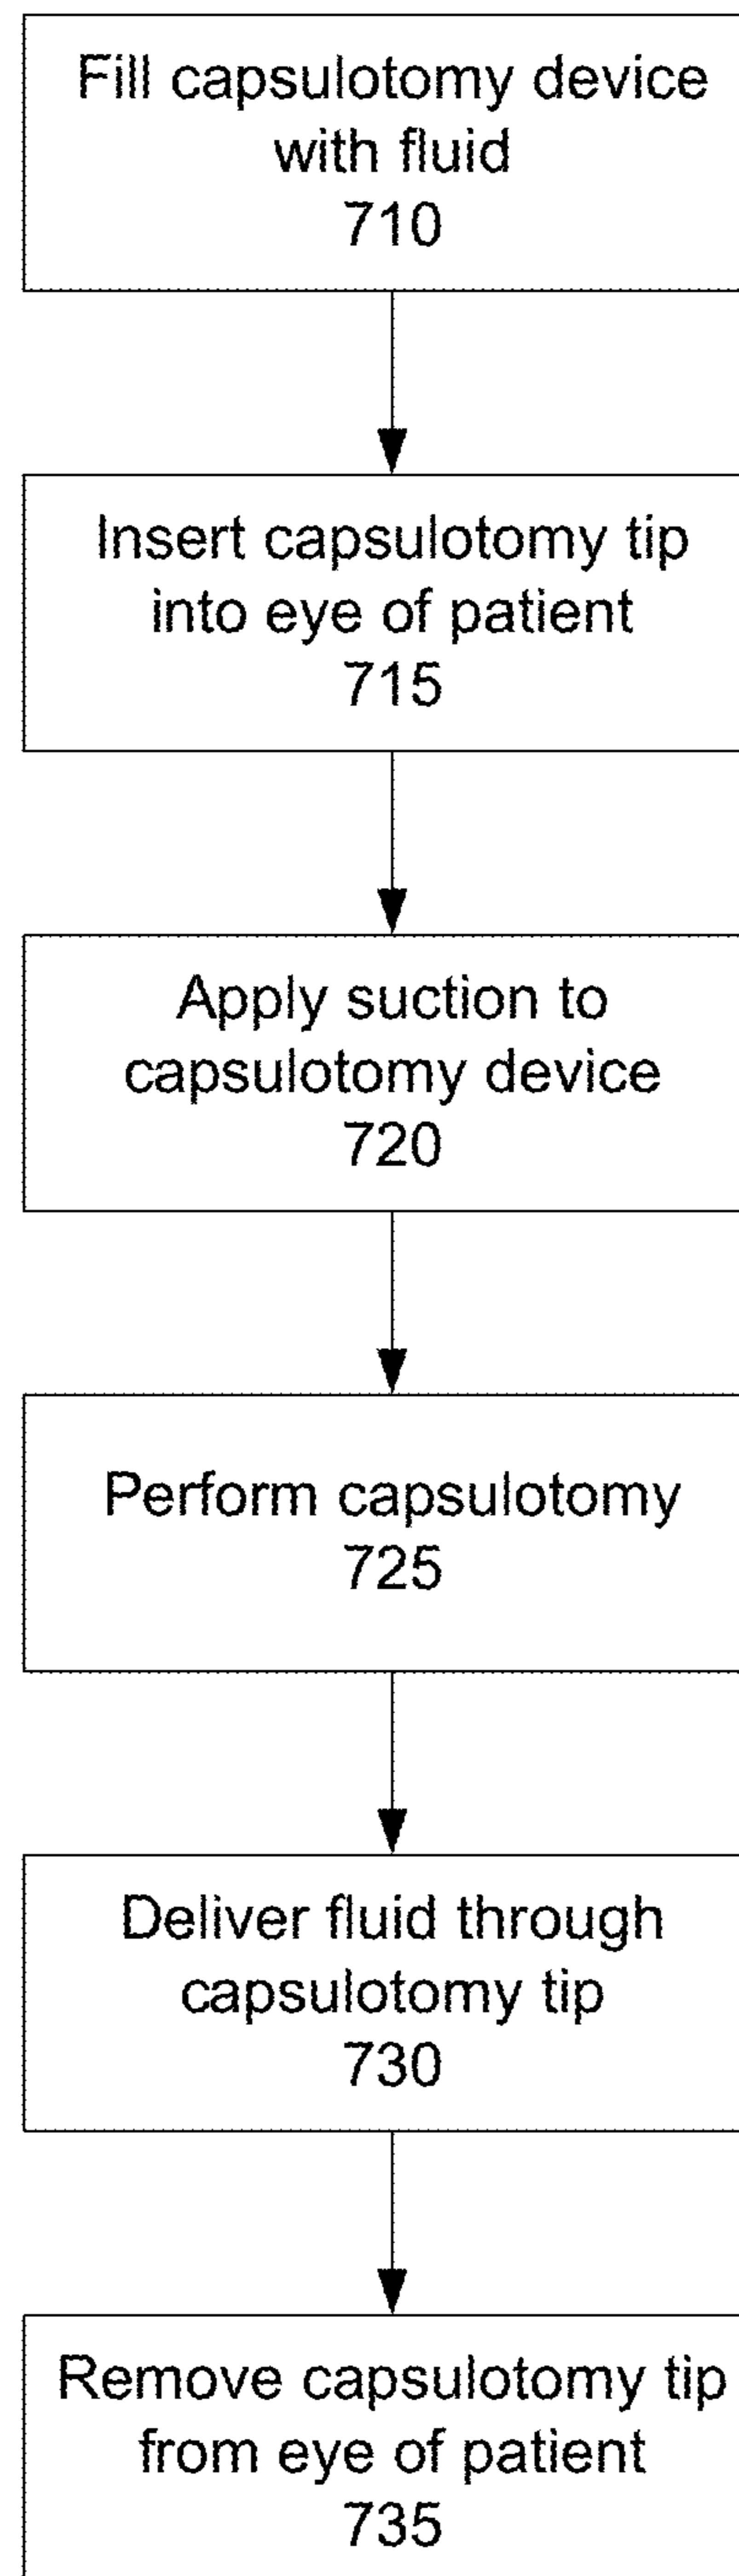 Fill capsulotomy device
with fluid
710
Insert capsulotomy tip
into eye of patient
715
Apply suction to
capsulotomy device
720
Perform capsulotomy
725
Deliver fluid through
capsulotomy tip
730
Remove capsulotomy tip
from eye of patient
735